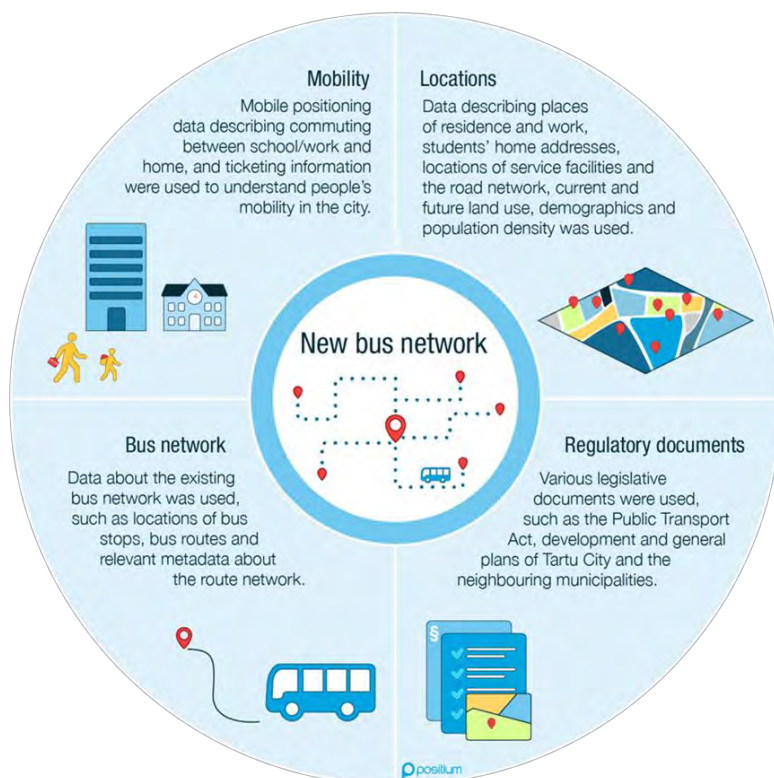 Mobility
Mobile positioning
data describing commuting
between school/work and
home, and ticketing information
were used to understand people's
mobility in the city.
Locations
Data describing places
of residence and work,
students' home addresses,
locations of service facilities and
the road network, current and
future land use, demographics and
population density was used.
New bus network
Bus network
Data about the existing
bus network was used,
such as locations of bus
stops, bus routes and
relevant metadata about
the route network.
Regulatory documents
Various legislative
documents were used,
such as the Public Transport
Act, development and general
plans of Tartu City and the
neighbouring municipalities.
§
positium